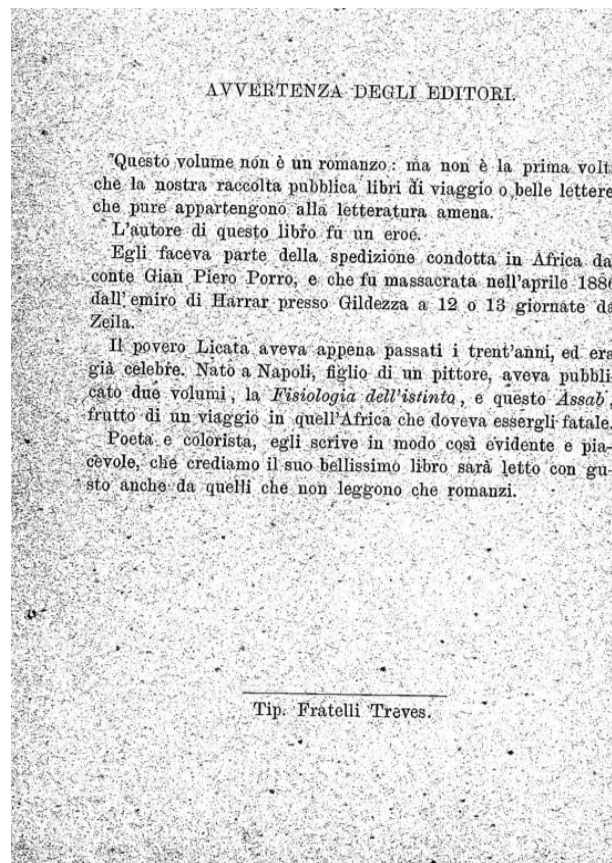 AVVERTENZA DEGLI EDITORI.
Questo volume non è un romanzo: ma non è la prima volt
che la nostra raccolta pubblica libri di viaggio o belle lettere
che pure appartengono alla letteratura amena.
L'autore di questo libro fu un eroe.
Egli faceva parte della spedizione condotta in Africa da
conte Gian Piero Porro, e che fu massacrata nell'aprile 1886
dall'emiro di Harrar presso Gildezza a 12 o 13 giornate da
Zeila.
Il povero Licata aveva appena passati i trent'anni, ed era
già celebre. Nato a Napoli, figlio di un pittore, aveva pubbli-
cato due volumi, la Fisiologia dell'istinto, e questo Assab,
frutto di un viaggio in quell'Africa che doveva essergli fatale.
Poeta e colorista, egli scrive in modo così evidente e pia-
cevole, che crediamo il suo bellissimo libro sarà letto con gu-
sto anche da quelli che non leggono che romanzi.
Tip. Fratelli Treves.